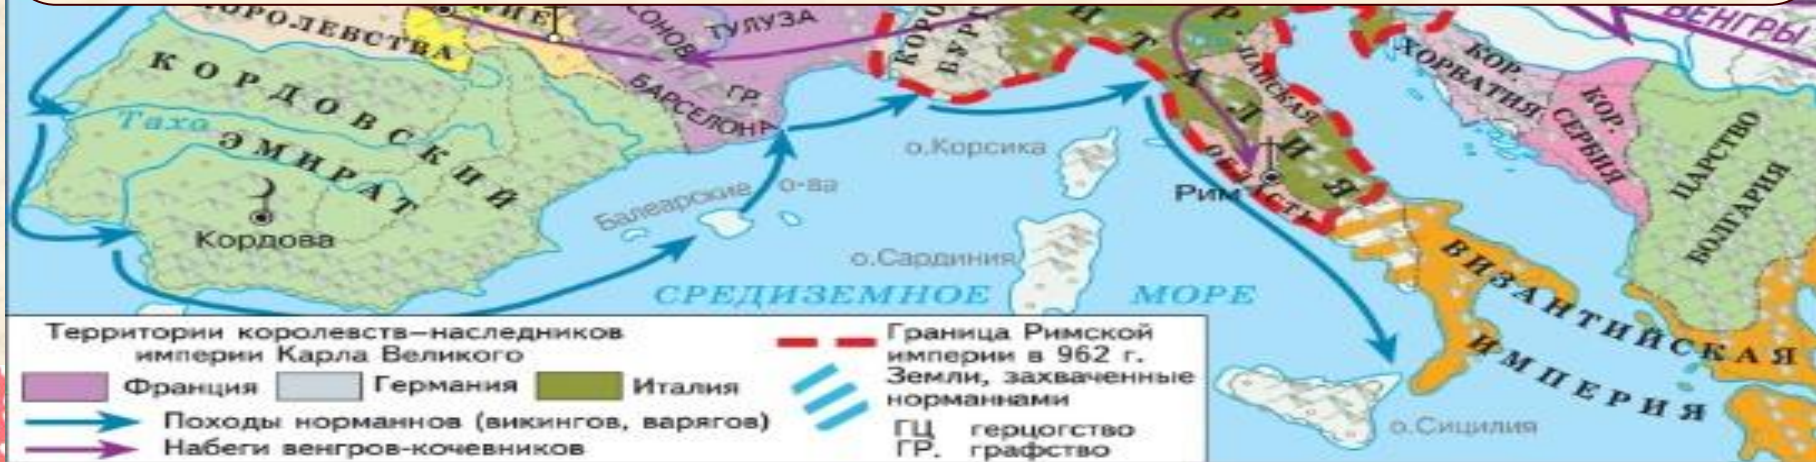 КОРОЛЕВСТВА
ТУЛУЗА
ГР.
БАРСЕЛОНА
ИТАЛИЯ
ПАПСКАЯ
ОБЛАСТЬ
Рим
КОР.
ХОРВАТИЯ
КОР.
СЕРБИЯ
ВЕНГРЫ
ЦАРСТВО
БОЛГАРИЯ
КОРДОВСКИЙ
ЭМИРАТ
Тахо
Кордова
Балеарские о-ва
о.Корсика
о.Сардиния
СРЕДИЗЕМНОЕ МОРЕ
ВИЗАНТИЙСКАЯ
ИМПЕРИЯ
о.Сицилия
Территории королевств–наследников
империи Карла Великого
Франция Германия Италия
Походы норманнов (викингов, варягов)
Набеги венгров-кочевников
Граница Римской
империи в 962 г.
Земли, захваченные
норманнами
ГЦ герцогство
ГР. графство